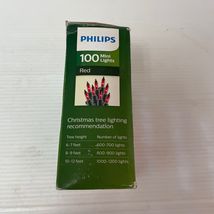 PHILIPS
100 Mini Lights
Red
Christmas tree lighting
recommendation
Tree height Number of lights
6-7 feet 600-700 lights
8-9 feet 800-900 lights
10-12 feet 1000-1200 lights